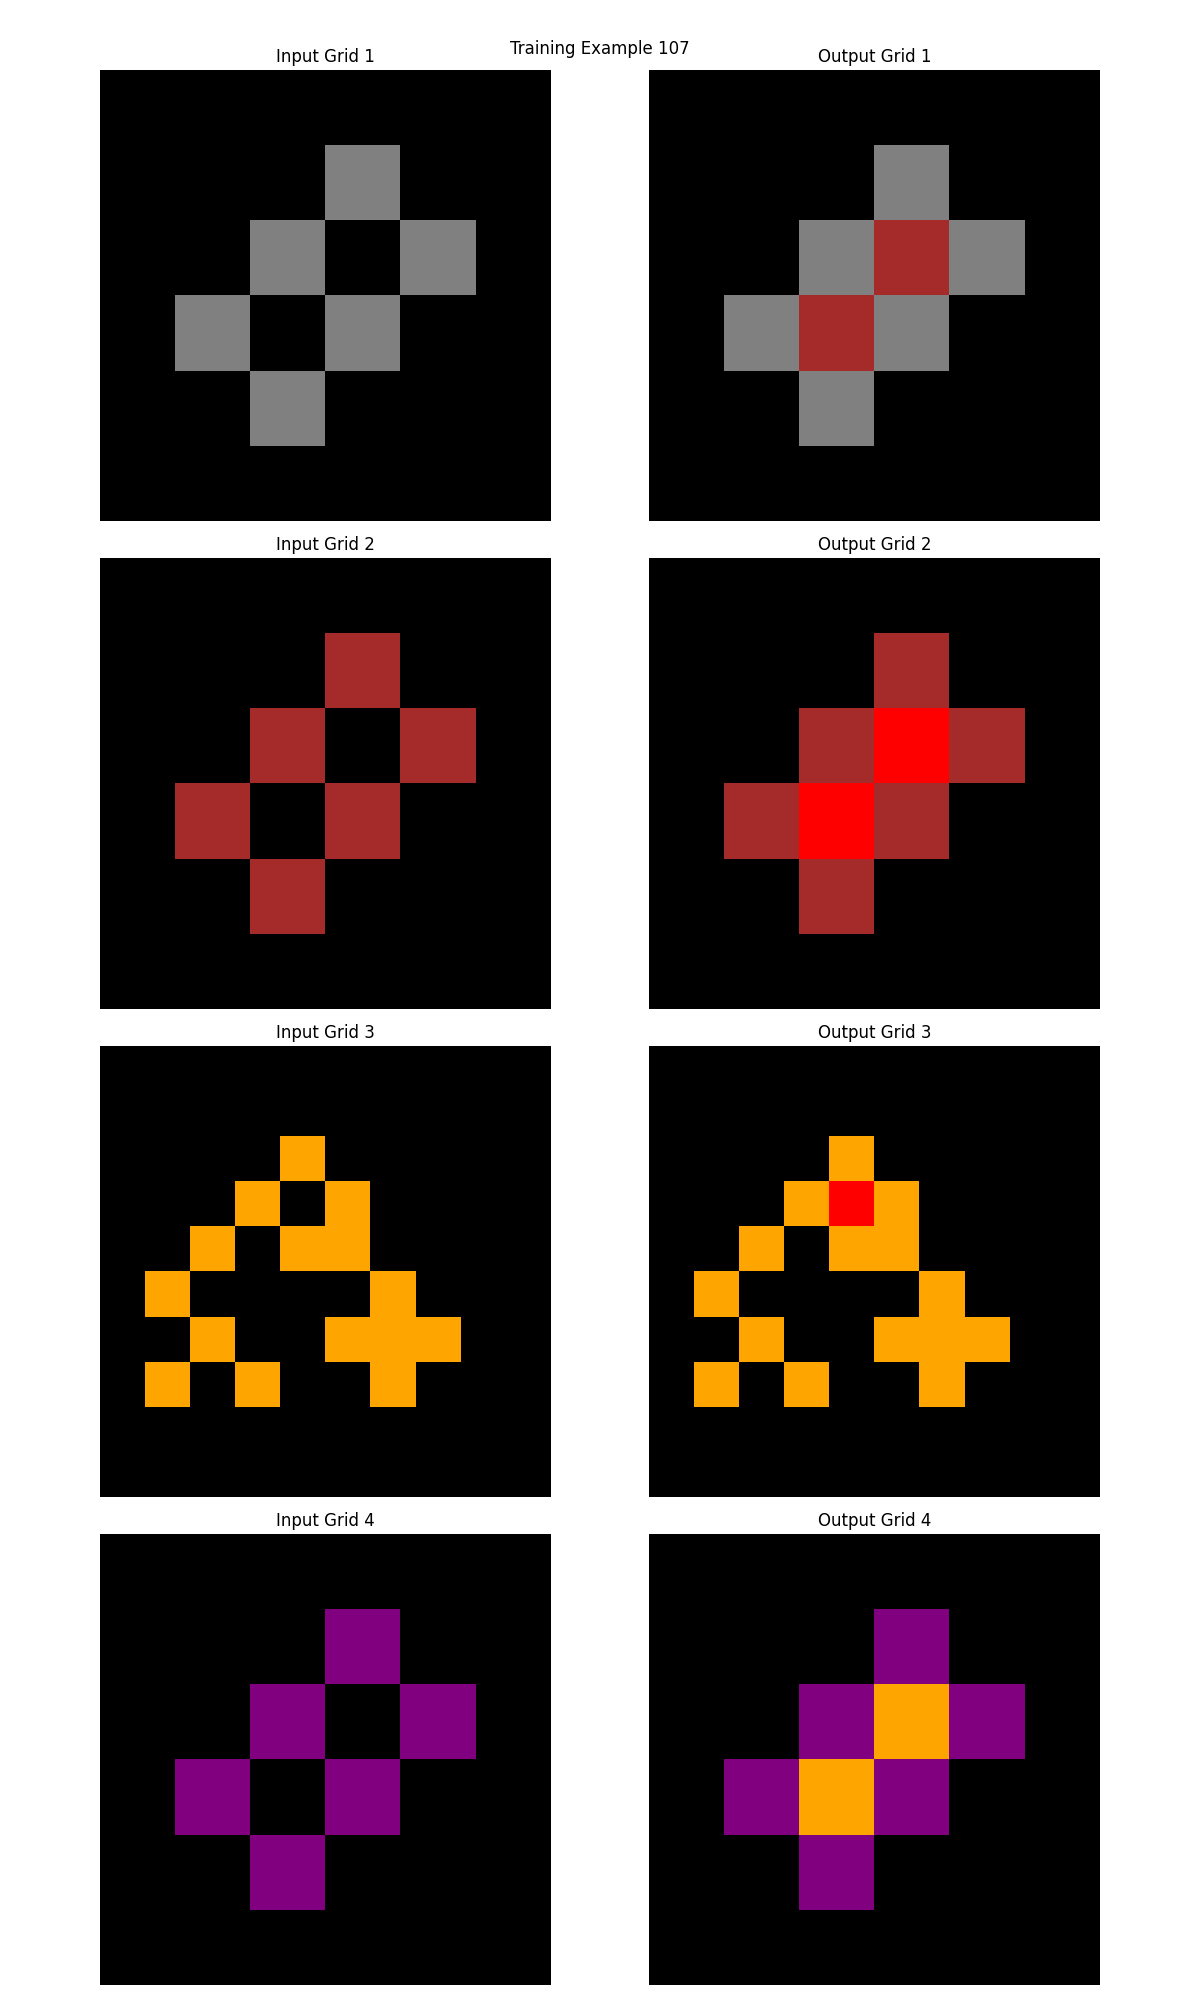 Training Example 107
Input Grid 1
Output Grid 1
Input Grid 2
Output Grid 2
Input Grid 3
Output Grid 3
Input Grid 4
Output Grid 4